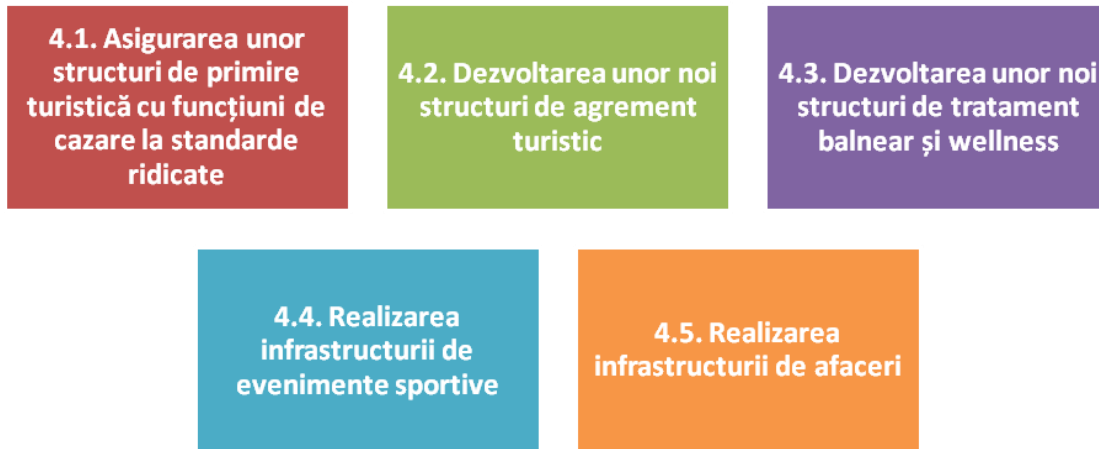 4.1. Asigurarea unor
structuri de primire
turistică cu funcțiuni de
cazare la standarde
ridicate
4.2. Dezvoltarea unor noi
structuri de agrement
turistic
4.3. Dezvoltarea unor noi
structuri de tratament
balnear și wellness
4.4. Realizarea
infrastructurii de
evenimente sportive
4.5. Realizarea
infrastructurii de afaceri